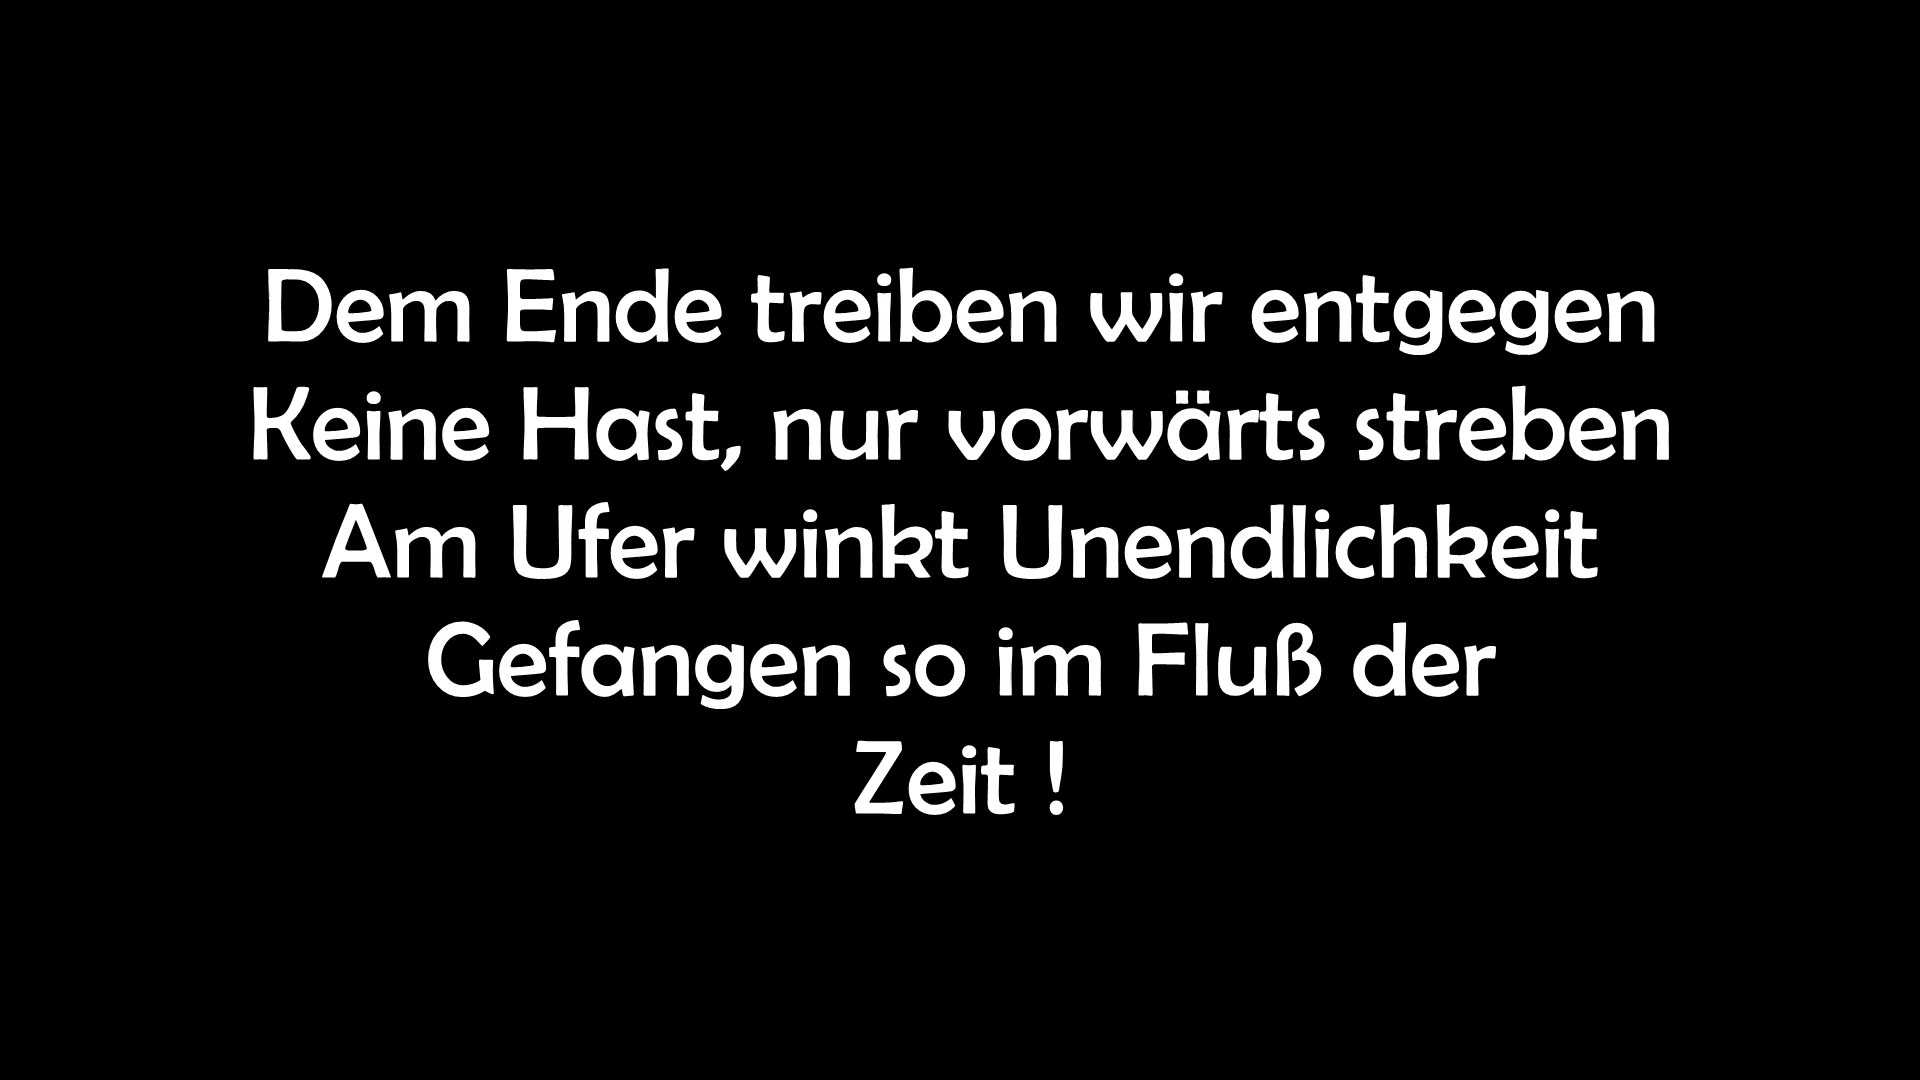 Dem Ende treiben wir entgegen
Keine Hast, nur vorwärts streben
Am Ufer winkt Unendlichkeit
Gefangen so im Fluß der
Zeit !